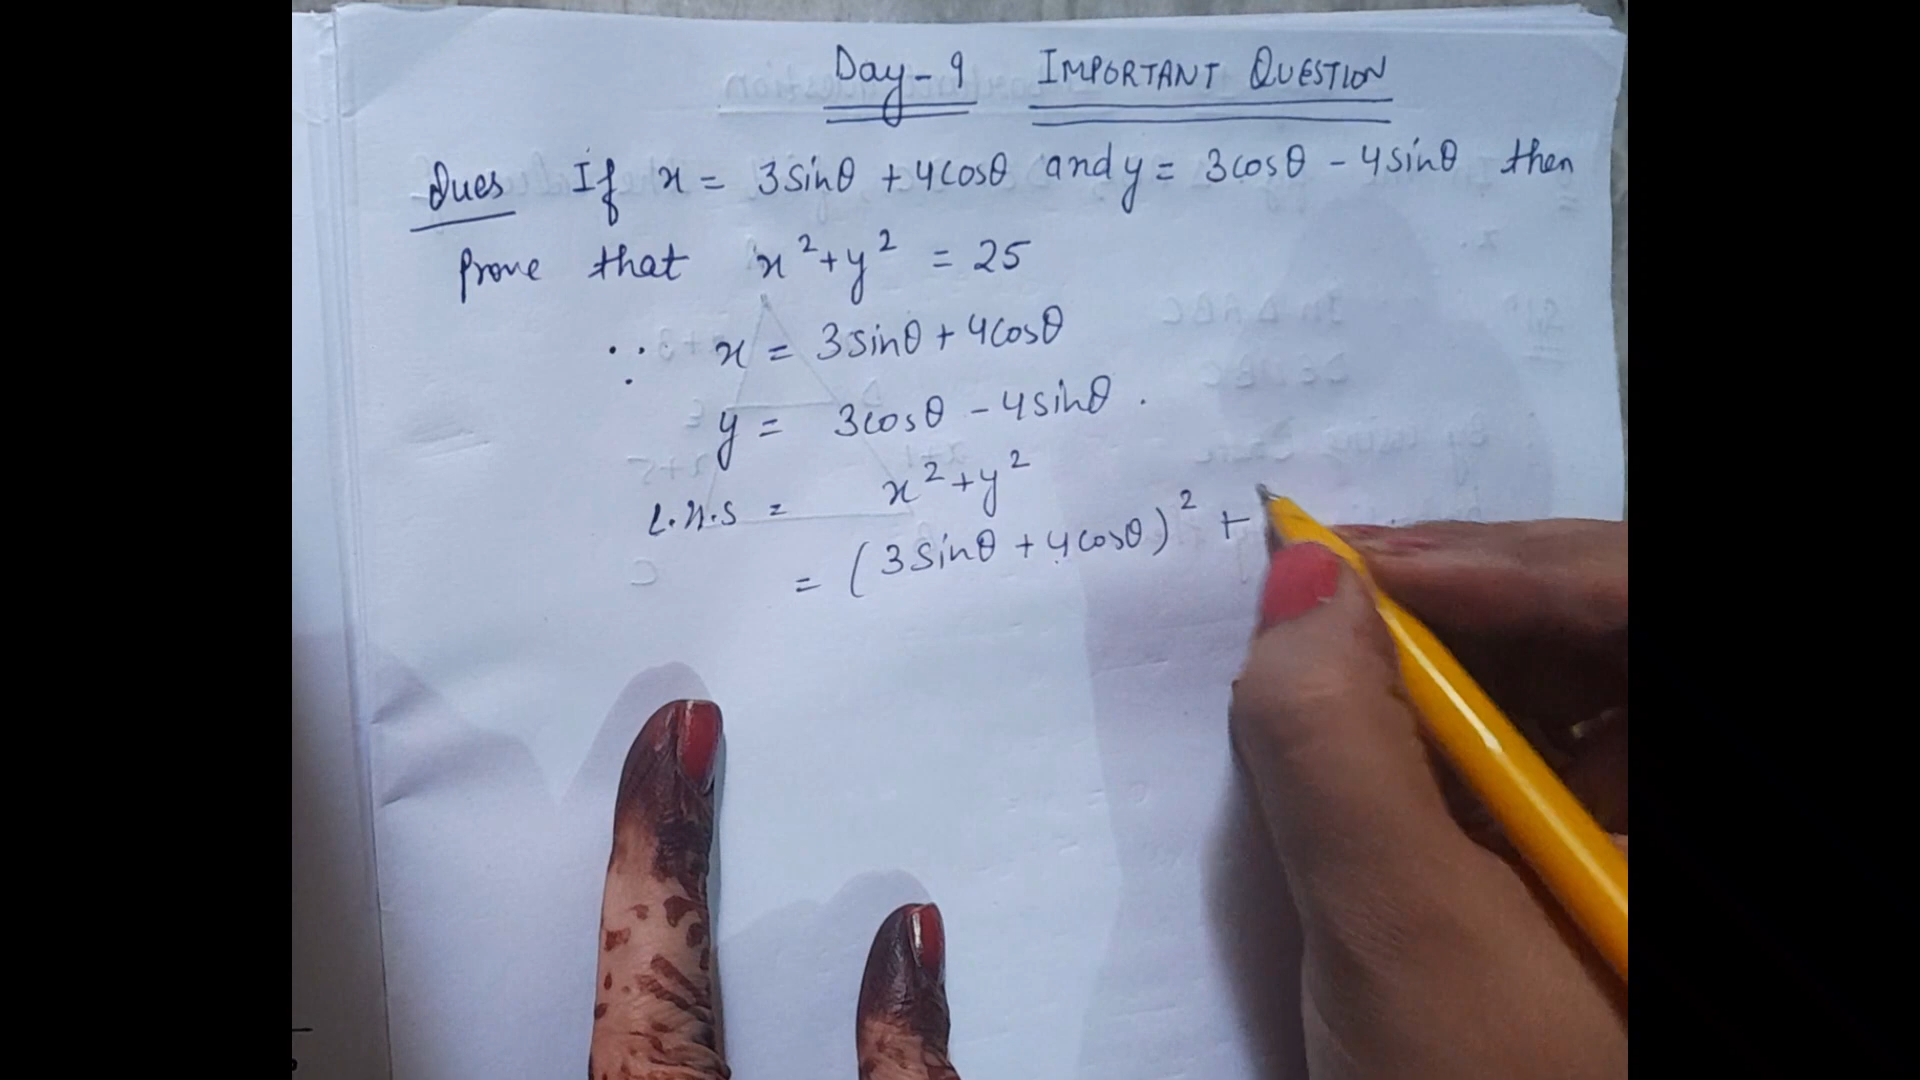 Day-9 IMPORTANT QUESTION
Ques If x = 3sinθ + 4cosθ and y = 3cosθ - 4sinθ then
Prove that x² + y² = 25
∵ x = 3sinθ + 4cosθ
y = 3cosθ - 4sinθ.
L.H.S = x² + y²
= (3sinθ + 4cosθ)² +